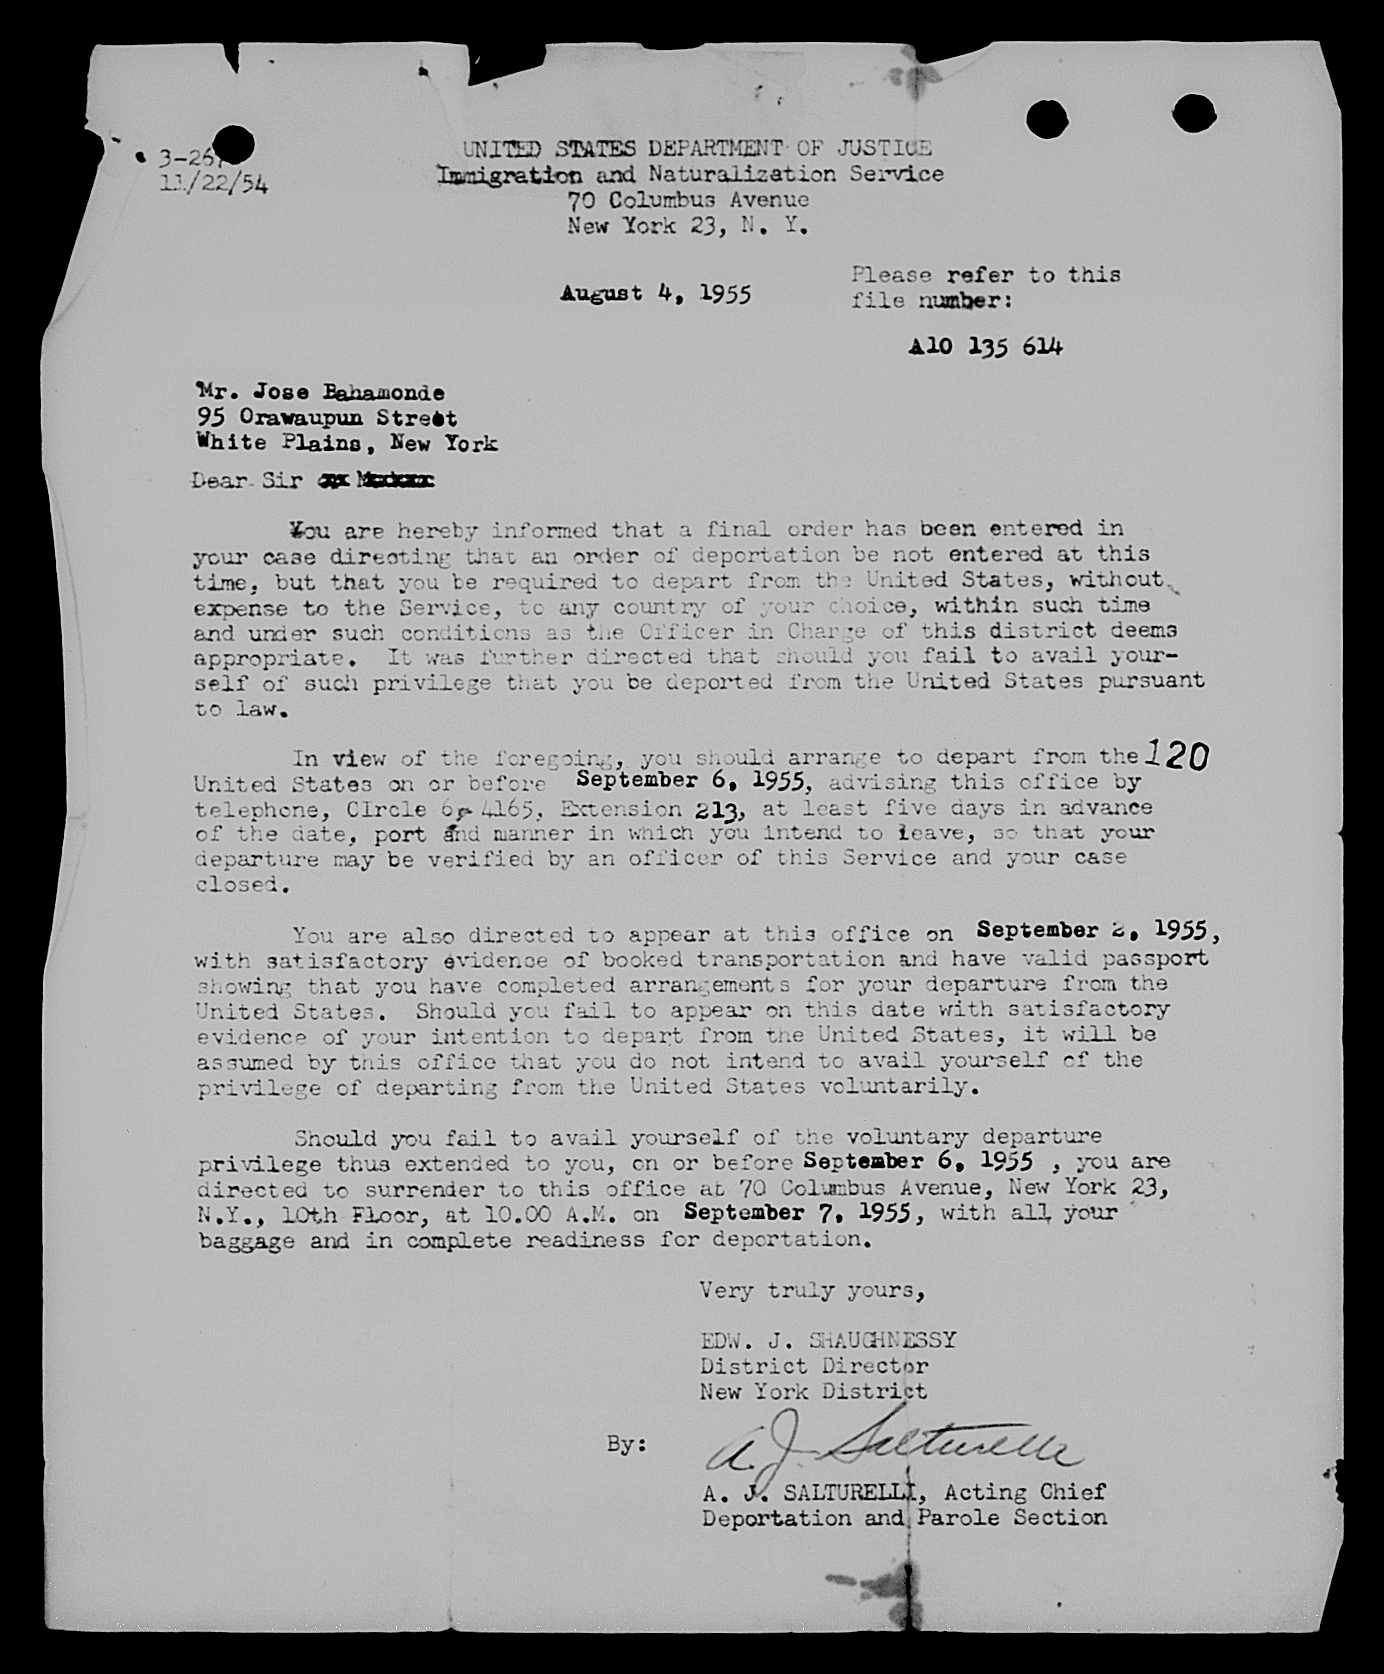 3-267
11/22/54
UNITED STATES DEPARTMENT OF JUSTICE
Immigration and Naturalization Service
70 Columbus Avenue
New York 23, N. Y.
August 4, 1955
Please refer to this
file number:
A10 135 614
Mr. Jose Bahamonde
95 Orawaupun Street
White Plains, New York
Dear Sir
You are hereby informed that a final order has been entered in
your case directing that an order of deportation be not entered at this
time, but that you be required to depart from the United States, without
expense to the Service, to any country of your choice, within such time
and under such conditions as the Officer in Charge of this district deems
appropriate. It was further directed that should you fail to avail your-
self of such privilege that you be deported from the United States pursuant
to law.
In view of the foregoing, you should arrange to depart from the 120
United States on or before September 6, 1955, advising this office by
telephone, CIrcle 6-4165, Extension 213, at least five days in advance
of the date, port and manner in which you intend to leave, so that your
departure may be verified by an officer of this Service and your case
closed.
You are also directed to appear at this office on September 2, 1955,
with satisfactory evidence of booked transportation and have valid passport
showing that you have completed arrangements for your departure from the
United States. Should you fail to appear on this date with satisfactory
evidence of your intention to depart from the United States, it will be
assumed by this office that you do not intend to avail yourself of the
privilege of departing from the United States voluntarily.
Should you fail to avail yourself of the voluntary departure
privilege thus extended to you, on or before September 6, 1955 , you are
directed to surrender to this office at 70 Columbus Avenue, New York 23,
N.Y., 10th Floor, at 10.00 A.M. on September 7, 1955, with all your
baggage and in complete readiness for deportation.
Very truly yours,
EDW. J. SHAUGHNESSY
District Director
New York District
By: A. J. Salturelli
A. J. SALTURELLI, Acting Chief
Deportation and Parole Section